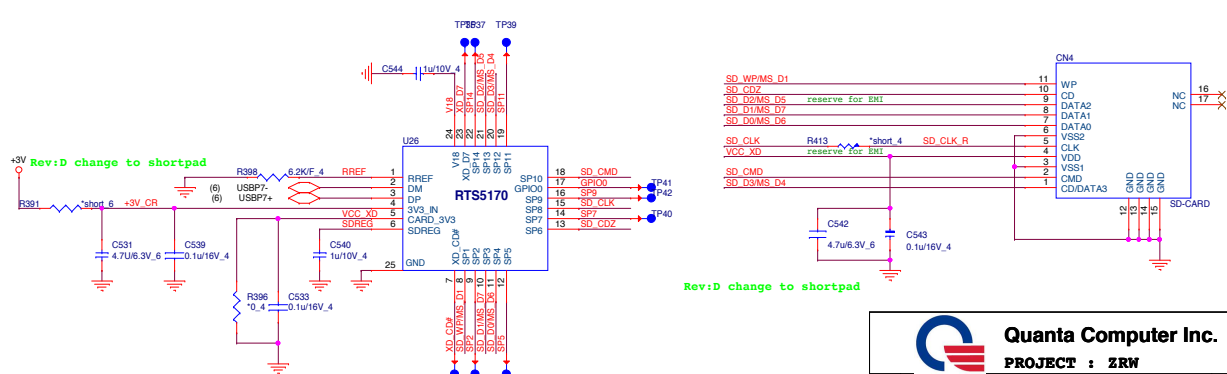 TP37
TP39
C544
1u/10V_4
V18
XD_D7
SP14
SD_D2/MS_D5
SD_D3/MS_D4
SP11
24
23
22
21
20
19
U26
V18
XD_D7
SP14
SP13
SP12
SP11
+3V
Rev:D change to shortpad
R398
6.2K/F_4
RREF
1
RREF
(6)
USBP7-
2
DM
(6)
USBP7+
3
DP
R391
*short_6
+3V_CR
4
3V3_IN
VCC_XD
5
CARD_3V3
SDREG
6
SDREG
RTS5170
SP10
18
SD_CMD
GPIO0
17
GPIO0
TP41
SP9
16
SP9
TP42
SP8
15
SD_CLK
SP7
14
SP7
TP40
SP6
13
SD_CDZ
C531
4.7U/6.3V_6
C539
0.1u/16V_4
C540
1u/10V_4
25
GND
XD_CD#
SP1
SP2
SP3
SP4
SP5
7
8
9
10
11
12
XD_CD#
SD_WP/MS_D1
SP2
SD_D1/MS_D7
SD_D0/MS_D6
SP5
R396
*0_4
C533
0.1u/16V_4
CN4
SD_WP/MS_D1
11
WP
SD_CDZ
10
CD
SD_D2/MS_D5
reserve for EMI
9
DATA2
SD_D1/MS_D7
8
DATA1
SD_D0/MS_D6
7
DATA0
6
VSS2
SD_CLK
R413
*short_4
SD_CLK_R
5
CLK
VCC_XD
reserve for EMI
4
VDD
3
VSS1
SD_CMD
2
CMD
SD_D3/MS_D4
1
CD/DATA3
NC
16
NC
17
GND
GND
GND
GND
12
13
14
15
SD-CARD
C542
4.7u/6.3V_6
C543
0.1u/16V_4
Rev:D change to shortpad
Quanta Computer Inc.
PROJECT : ZRW